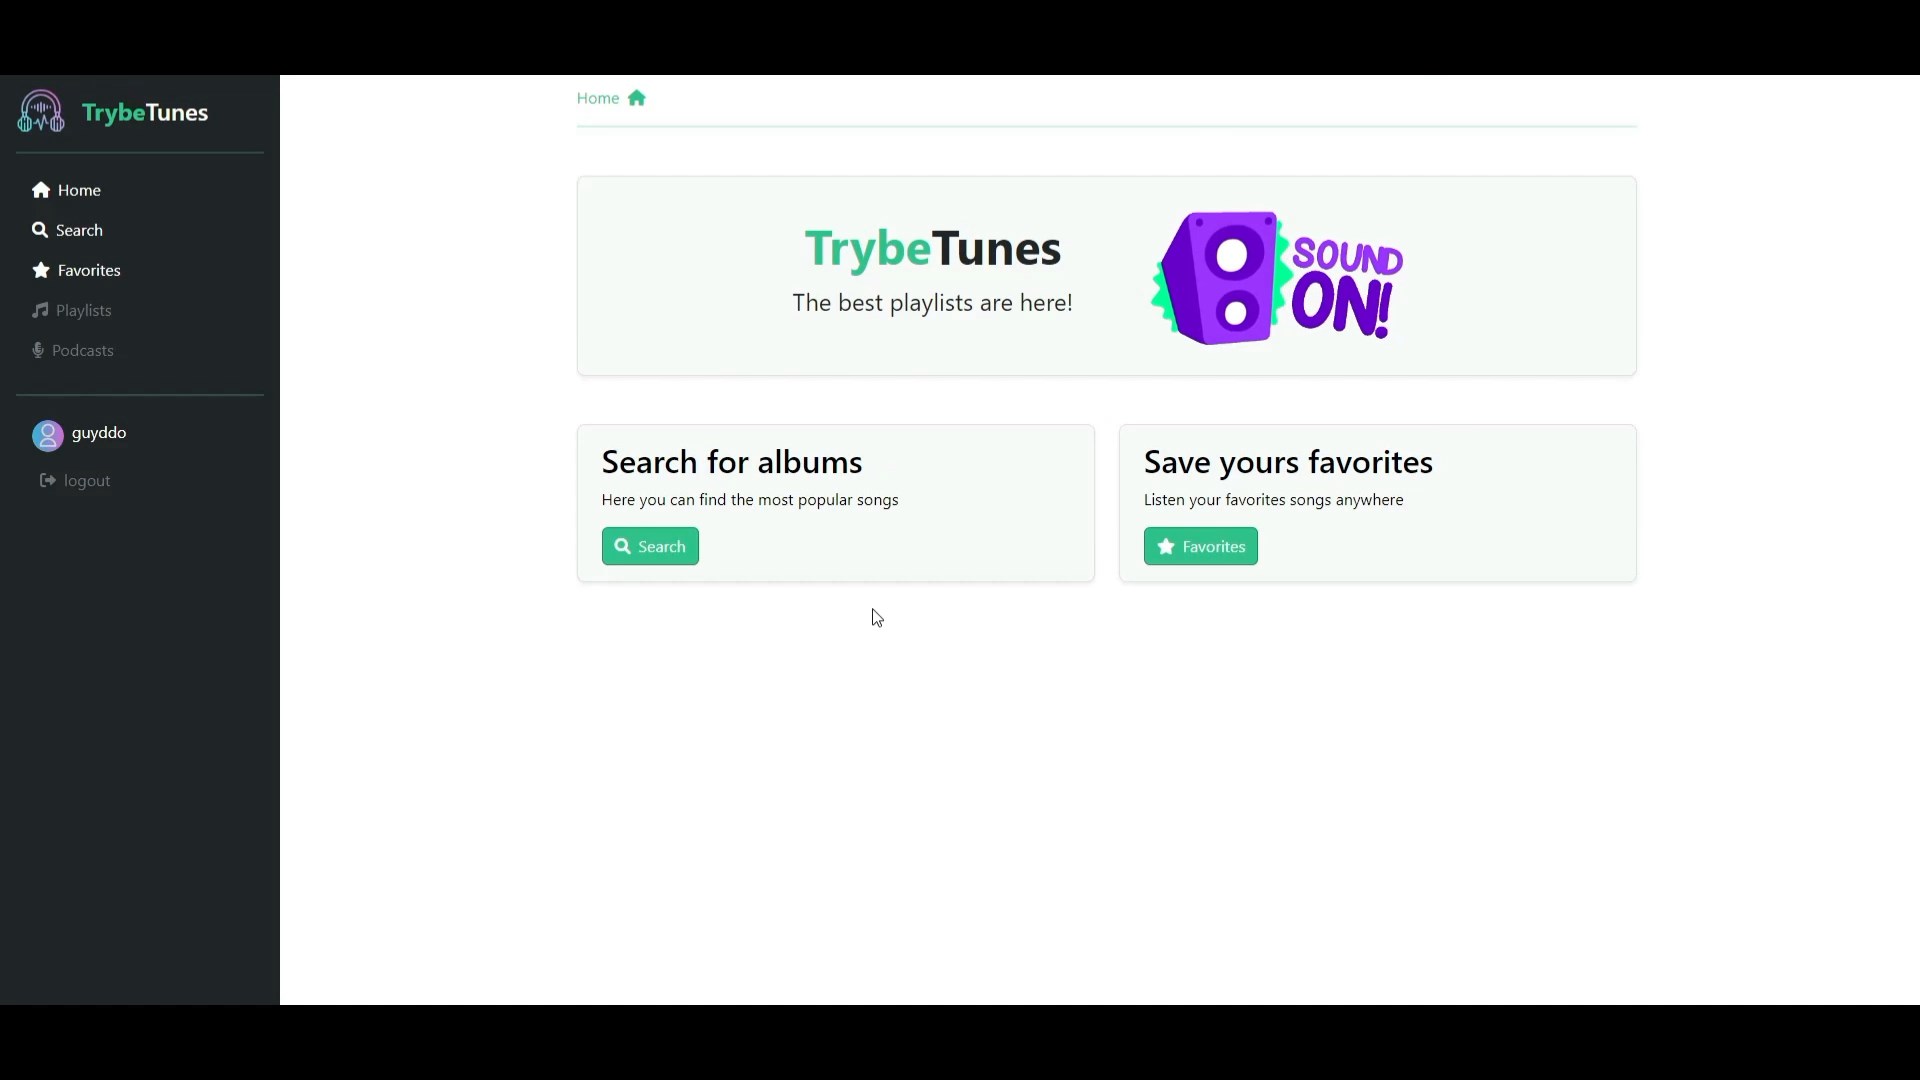 TrybeTunes
Home
Search
Favorites
Playlists
Podcasts
guyddo
logout
Home
TrybeTunes
The best playlists are here!
SOUND
ON!
Search for albums
Here you can find the most popular songs
Search
Save yours favorites
Listen your favorites songs anywhere
Favorites